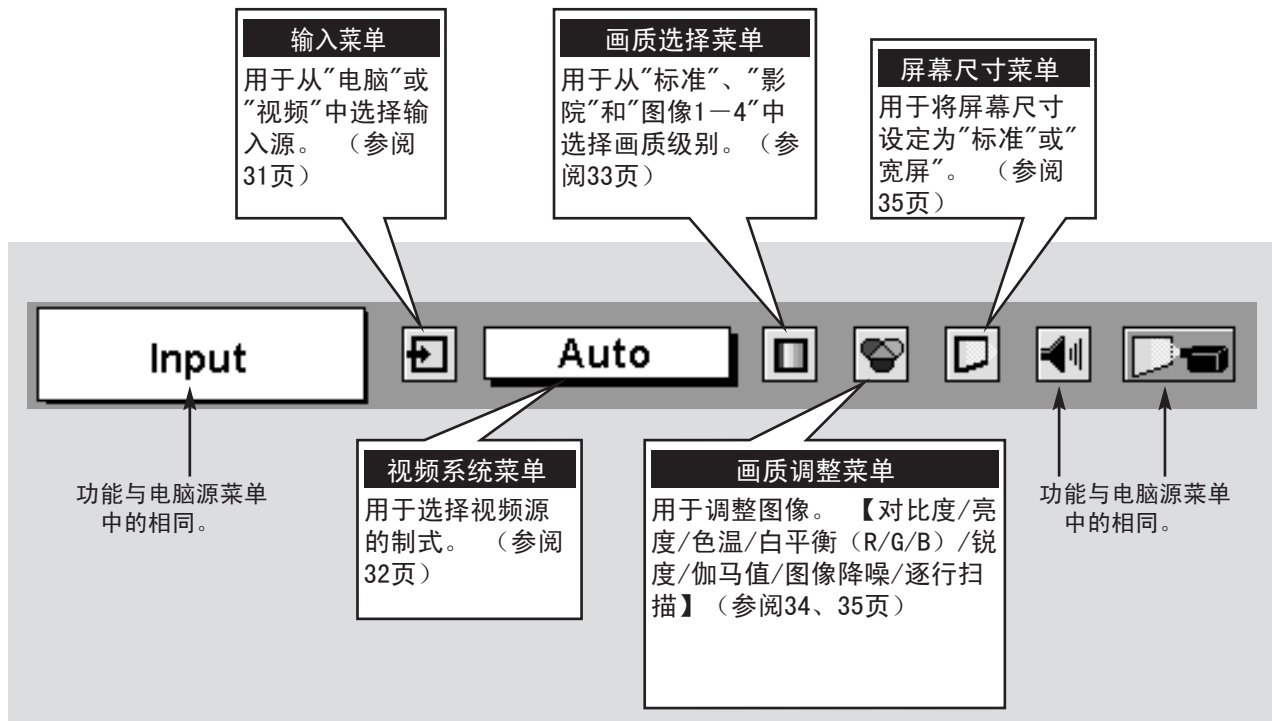 输入菜单
用于从"电脑"或
"视频"中选择输
入源。 （参阅
31页）
画质选择菜单
用于从"标准"、"影
院"和"图像1－4"中
选择画质级别。（参
阅33页）
屏幕尺寸菜单
用于将屏幕尺寸
设定为"标准"或"
宽屏"。 （参阅
35页）
Input
Auto
功能与电脑源菜单
中的相同。
视频系统菜单
用于选择视频源
的制式。 （参阅
32页）
画质调整菜单
用于调整图像。 【对比度/亮
度/色温/白平衡（R/G/B）/锐
度/伽马值/图像降噪/逐行扫
描】（参阅34、35页）
功能与电脑源菜单
中的相同。